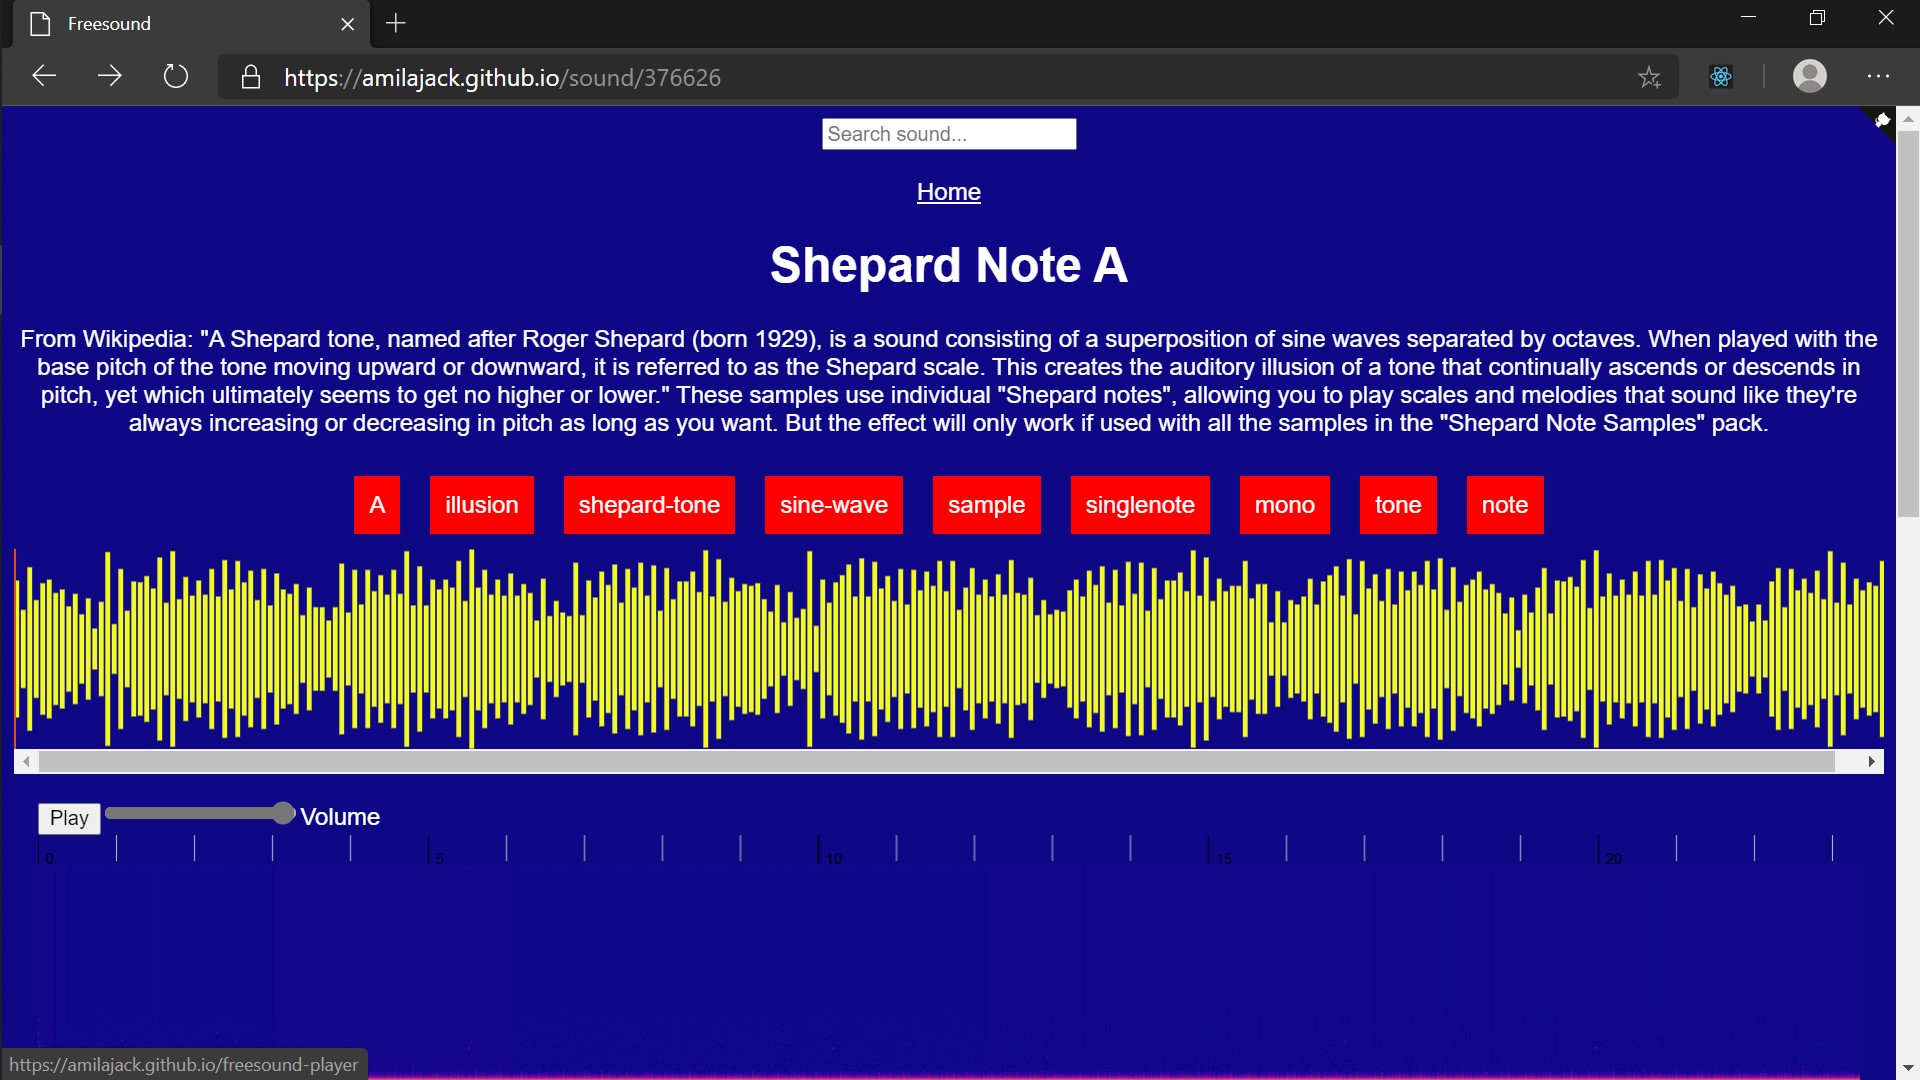 Freesound
https://amilajack.github.io/sound/376626
Search sound...
Home
Shepard Note A
From Wikipedia: "A Shepard tone, named after Roger Shepard (born 1929), is a sound consisting of a superposition of sine waves separated by octaves. When played with the
base pitch of the tone moving upward or downward, it is referred to as the Shepard scale. This creates the auditory illusion of a tone that continually ascends or descends in
pitch, yet which ultimately seems to get no higher or lower." These samples use individual "Shepard notes", allowing you to play scales and melodies that sound like they're
always increasing or decreasing in pitch as long as you want. But the effect will only work if used with all the samples in the "Shepard Note Samples" pack.
A illusion shepard-tone sine-wave sample singlenote mono tone note
Play Volume
0 5 10 15 20
https://amilajack.github.io/freesound-player